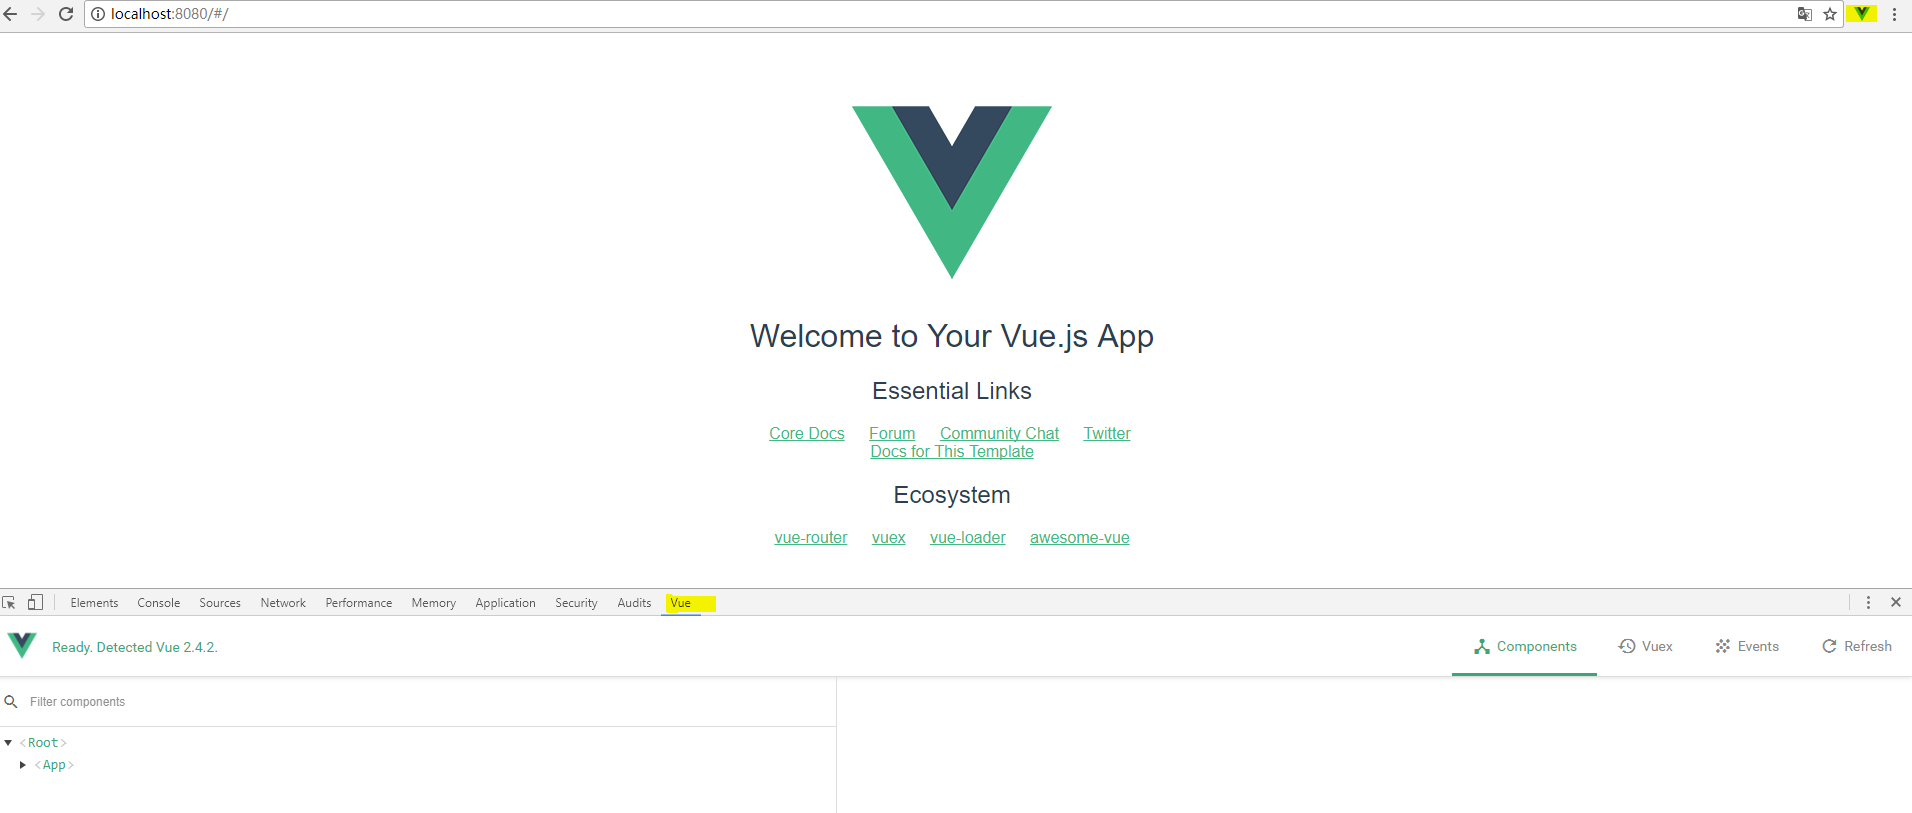 localhost:8080/#/
Welcome to Your Vue.js App
Essential Links
Core Docs Forum Community Chat Twitter
Docs for This Template
Ecosystem
vue-router vuex vue-loader awesome-vue
Elements Console Sources Network Performance Memory Application Security Audits Vue
Ready. Detected Vue 2.4.2. Components Vuex Events Refresh
Filter components
<Root>
<App>